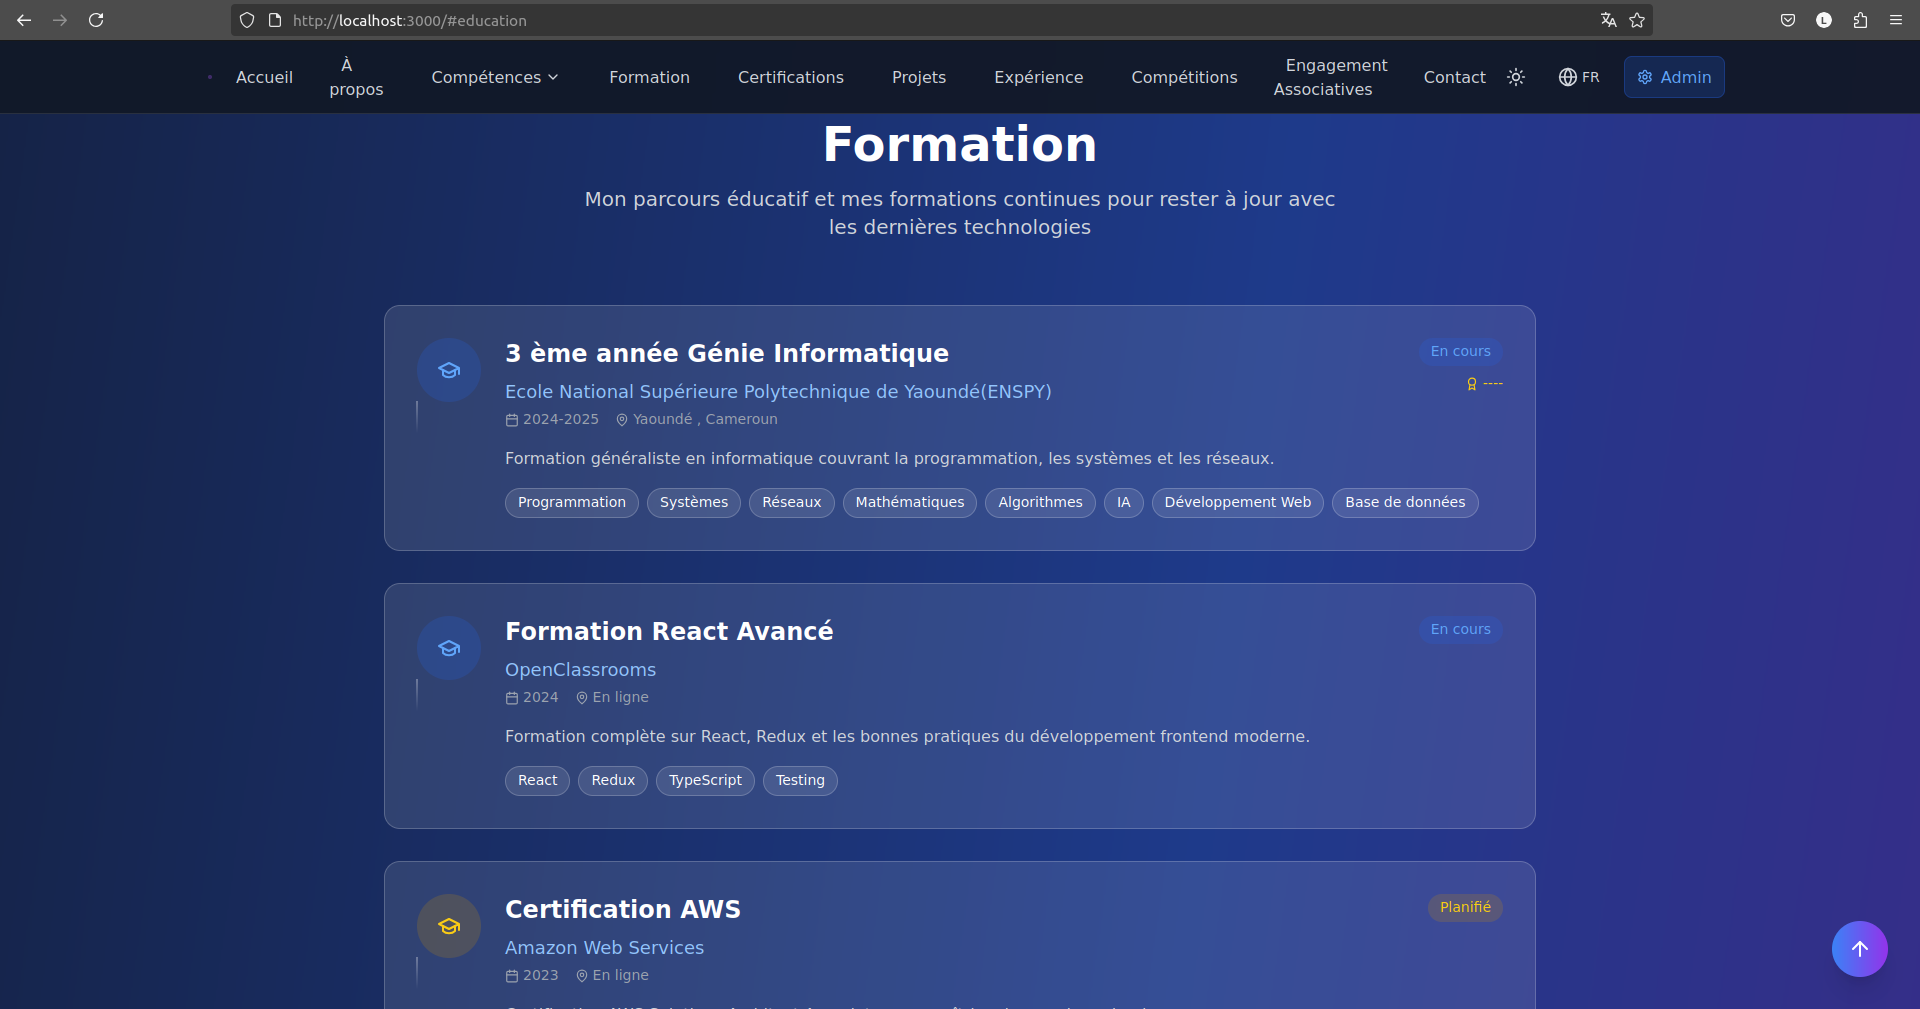 http://localhost:3000/#education
L
Accueil
À
propos
Compétences
Formation
Certifications
Projets
Expérience
Compétitions
Engagement
Associatives
Contact
FR
Admin
Formation
Mon parcours éducatif et mes formations continues pour rester à jour avec
les dernières technologies
3 ème année Génie Informatique
En cours
Ecole National Supérieure Polytechnique de Yaoundé(ENSPY)
----
2024-2025 Yaoundé , Cameroun
Formation généraliste en informatique couvrant la programmation, les systèmes et les réseaux.
Programmation Systèmes Réseaux Mathématiques Algorithmes IA Développement Web Base de données
Formation React Avancé
En cours
OpenClassrooms
2024 En ligne
Formation complète sur React, Redux et les bonnes pratiques du développement frontend moderne.
React Redux TypeScript Testing
Certification AWS
Planifié
Amazon Web Services
2023 En ligne